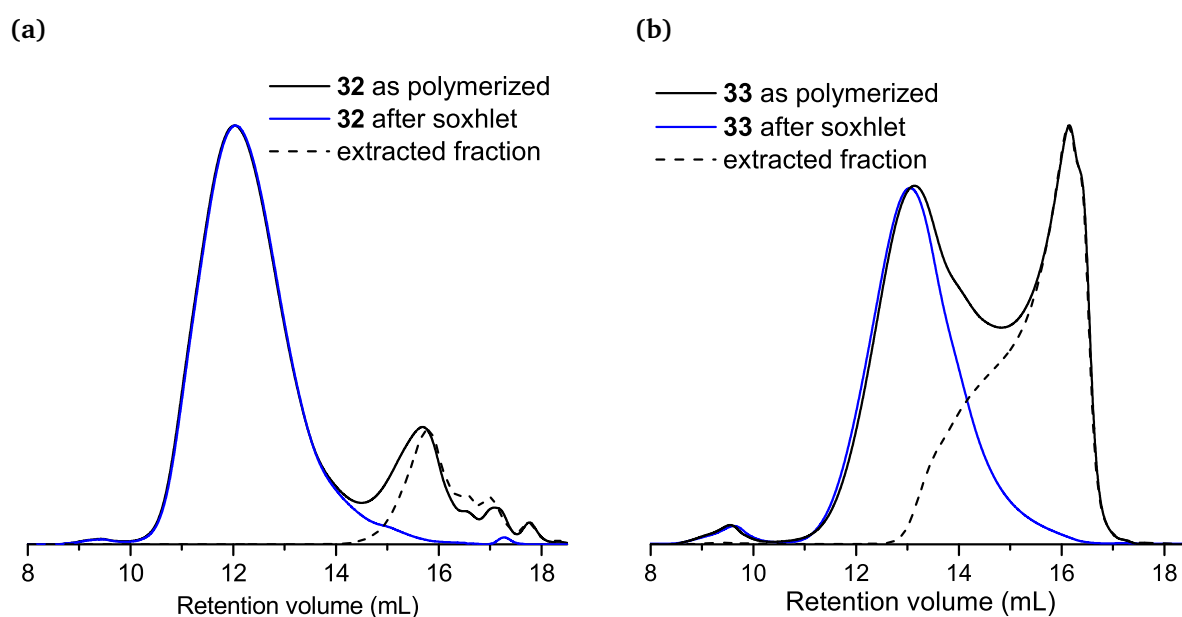 (a)
32 as polymerized
32 after soxhlet
extracted fraction
8 10 12 14 16 18
Retention volume (mL)
(b)
33 as polymerized
33 after soxhlet
extracted fraction
8 10 12 14 16 18
Retention volume (mL)